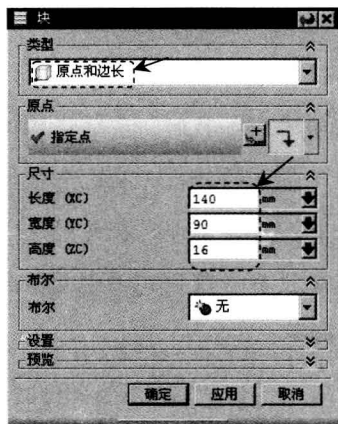 块
类型
原点和边长
原点
指定点
尺寸
长度 (XC) 140 mm
宽度 (YC) 90 mm
高度 (ZC) 16 mm
布尔
布尔 无
设置
预览
确定 应用 取消